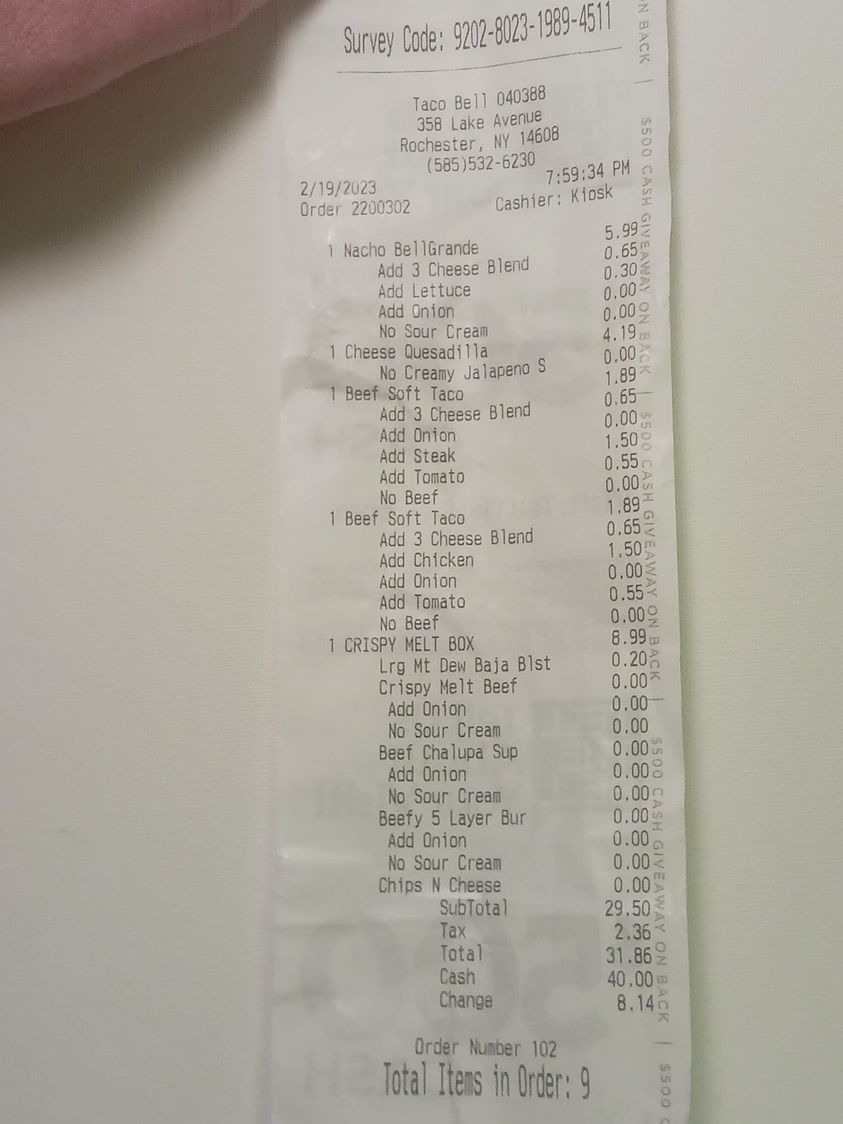 Survey Code: 9202-8023-1989-4511
Taco Bell 040388
358 Lake Avenue
Rochester, NY 14608
(585)532-6230
2/19/2023 7:59:34 PM
Order 2200302 Cashier: Kiosk
1 Nacho BellGrande 5.99
Add 3 Cheese Blend 0.65
Add Lettuce 0.30
Add Onion 0.00
No Sour Cream 0.00
1 Cheese Quesadilla 4.19
No Creamy Jalapeno S 0.00
1 Beef Soft Taco 1.89
Add 3 Cheese Blend 0.65
Add Onion 0.00
Add Steak 1.50
Add Tomato 0.55
No Beef 0.00
1 Beef Soft Taco 1.89
Add 3 Cheese Blend 0.65
Add Chicken 1.50
Add Onion 0.00
Add Tomato 0.55
No Beef 0.00
1 CRISPY MELT BOX 8.99
Lrg Mt Dew Baja Blst 0.20
Crispy Melt Beef 0.00
Add Onion 0.00
No Sour Cream 0.00
Beef Chalupa Sup 0.00
Add Onion 0.00
No Sour Cream 0.00
Beefy 5 Layer Bur 0.00
Add Onion 0.00
No Sour Cream 0.00
Chips N Cheese 0.00
SubTotal 29.50
Tax 2.36
Total 31.86
Cash 40.00
Change 8.14
Order Number 102
Total Items in Order: 9
N BACK | $500 CASH GIVEAWAY ON BACK | $500 CASH GIVEAWAY ON BACK | $500 CASH GIVEAWAY ON BACK | $500 C